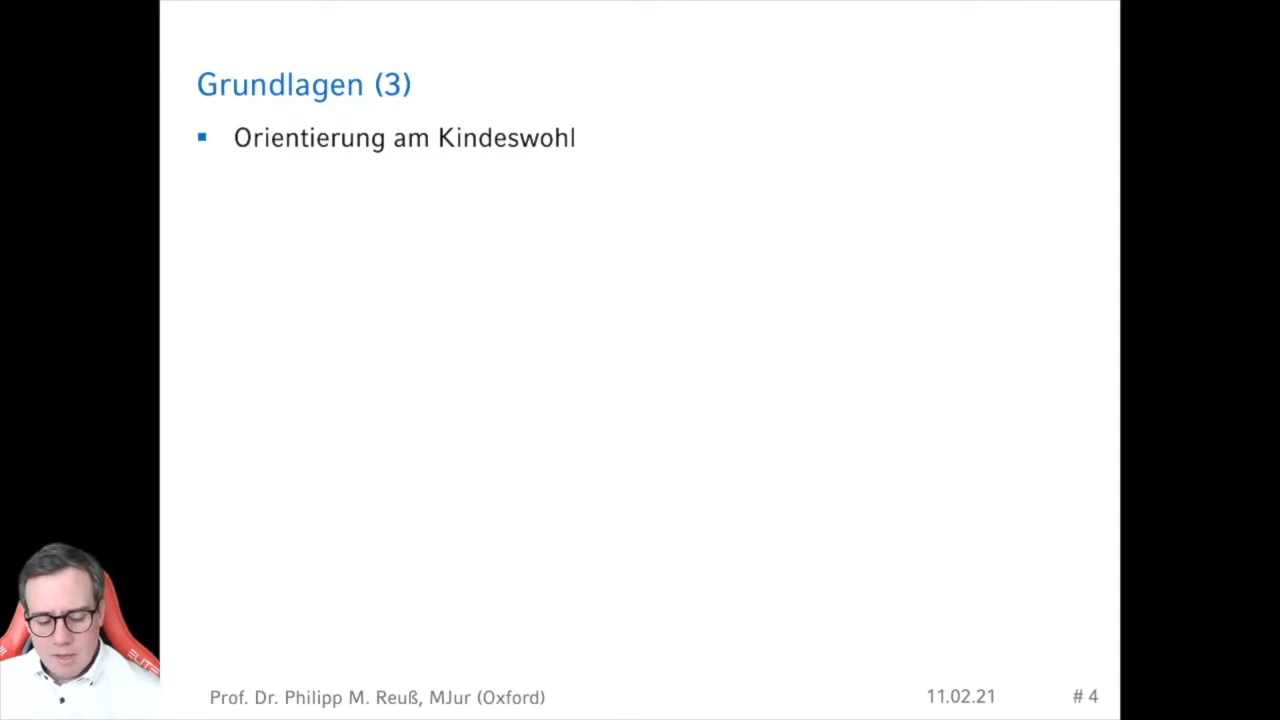 Grundlagen (3)
Orientierung am Kindeswohl
Prof. Dr. Philipp M. Reuß, MJur (Oxford)
11.02.21
# 4